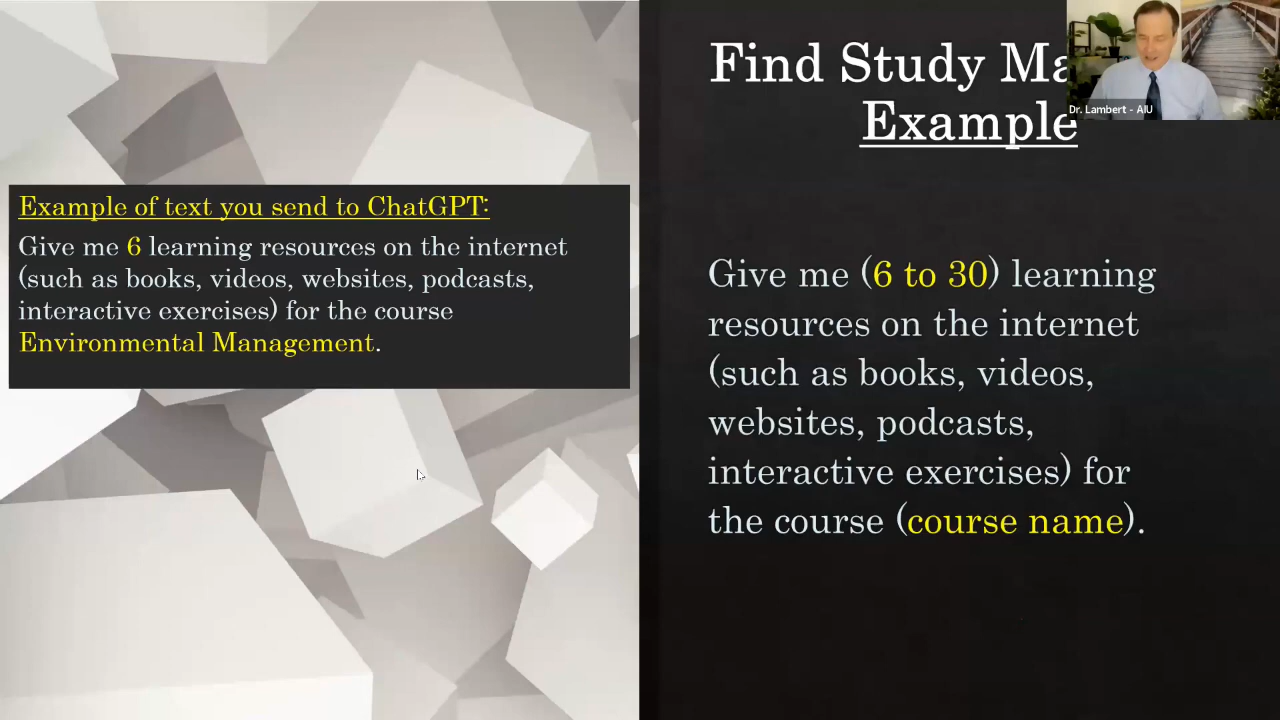 Example of text you send to ChatGPT:
Give me 6 learning resources on the internet
(such as books, videos, websites, podcasts,
interactive exercises) for the course
Environmental Management.
Find Study
Example
Dr. Lambert - AIU
Give me (6 to 30) learning
resources on the internet
(such as books, videos,
websites, podcasts,
interactive exercises) for
the course (course name).